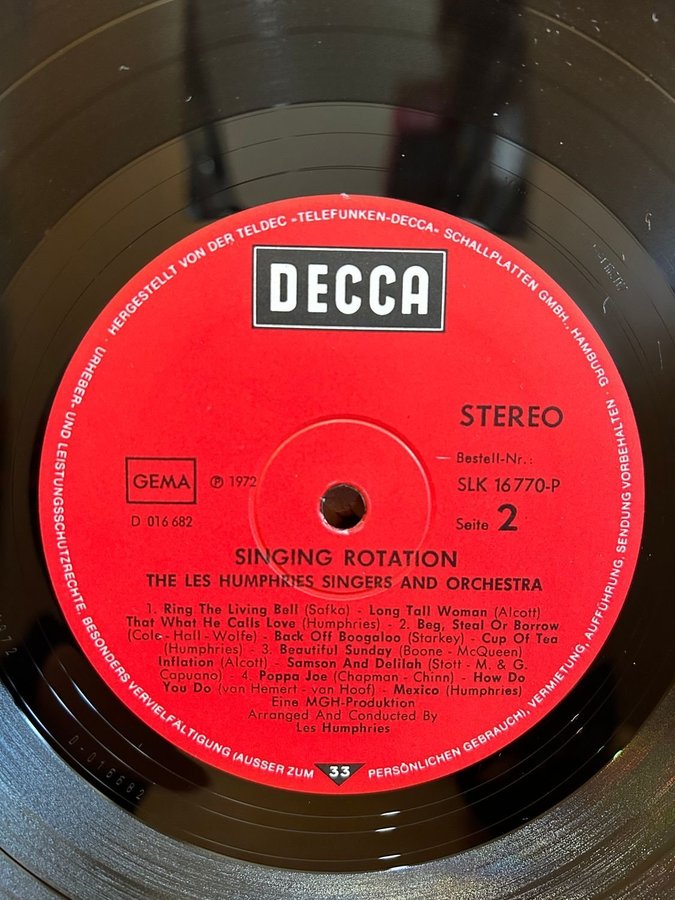 HERGESTELLT VON DER TELDEC »TELEFUNKEN-DECCA« SCHALLPLATTEN GMBH., HAMBURG
URHEBER- UND LEISTUNGSSCHUTZRECHTE, BESONDERS VERVIELFÄLTIGUNG (AUSSER ZUM PERSÖNLICHEN GEBRAUCH), VERMIETUNG, AUFFÜHRUNG, SENDUNG VORBEHALTEN
DECCA
STEREO
Bestell-Nr.:
GEMA ℗ 1972 SLK 16770-P
D 016 682 Seite 2
SINGING ROTATION
THE LES HUMPHRIES SINGERS AND ORCHESTRA
1. Ring The Living Bell (Safka) - Long Tall Woman (Alcott)
That What He Calls Love (Humphries) - 2. Beg, Steal Or Borrow
(Cole - Hall - Wolfe) - Back Off Boogaloo (Starkey) - Cup Of Tea
(Humphries) - 3. Beautiful Sunday (Boone - McQueen)
Inflation (Alcott) - Samson And Delilah (Stott - M. & G.
Capuano) - 4. Poppa Joe (Chapman - Chinn) - How Do
You Do (van Hemert - van Hoof) - Mexico (Humphries)
Eine MGH-Produktion
Arranged And Conducted By
Les Humphries
33
D-016682